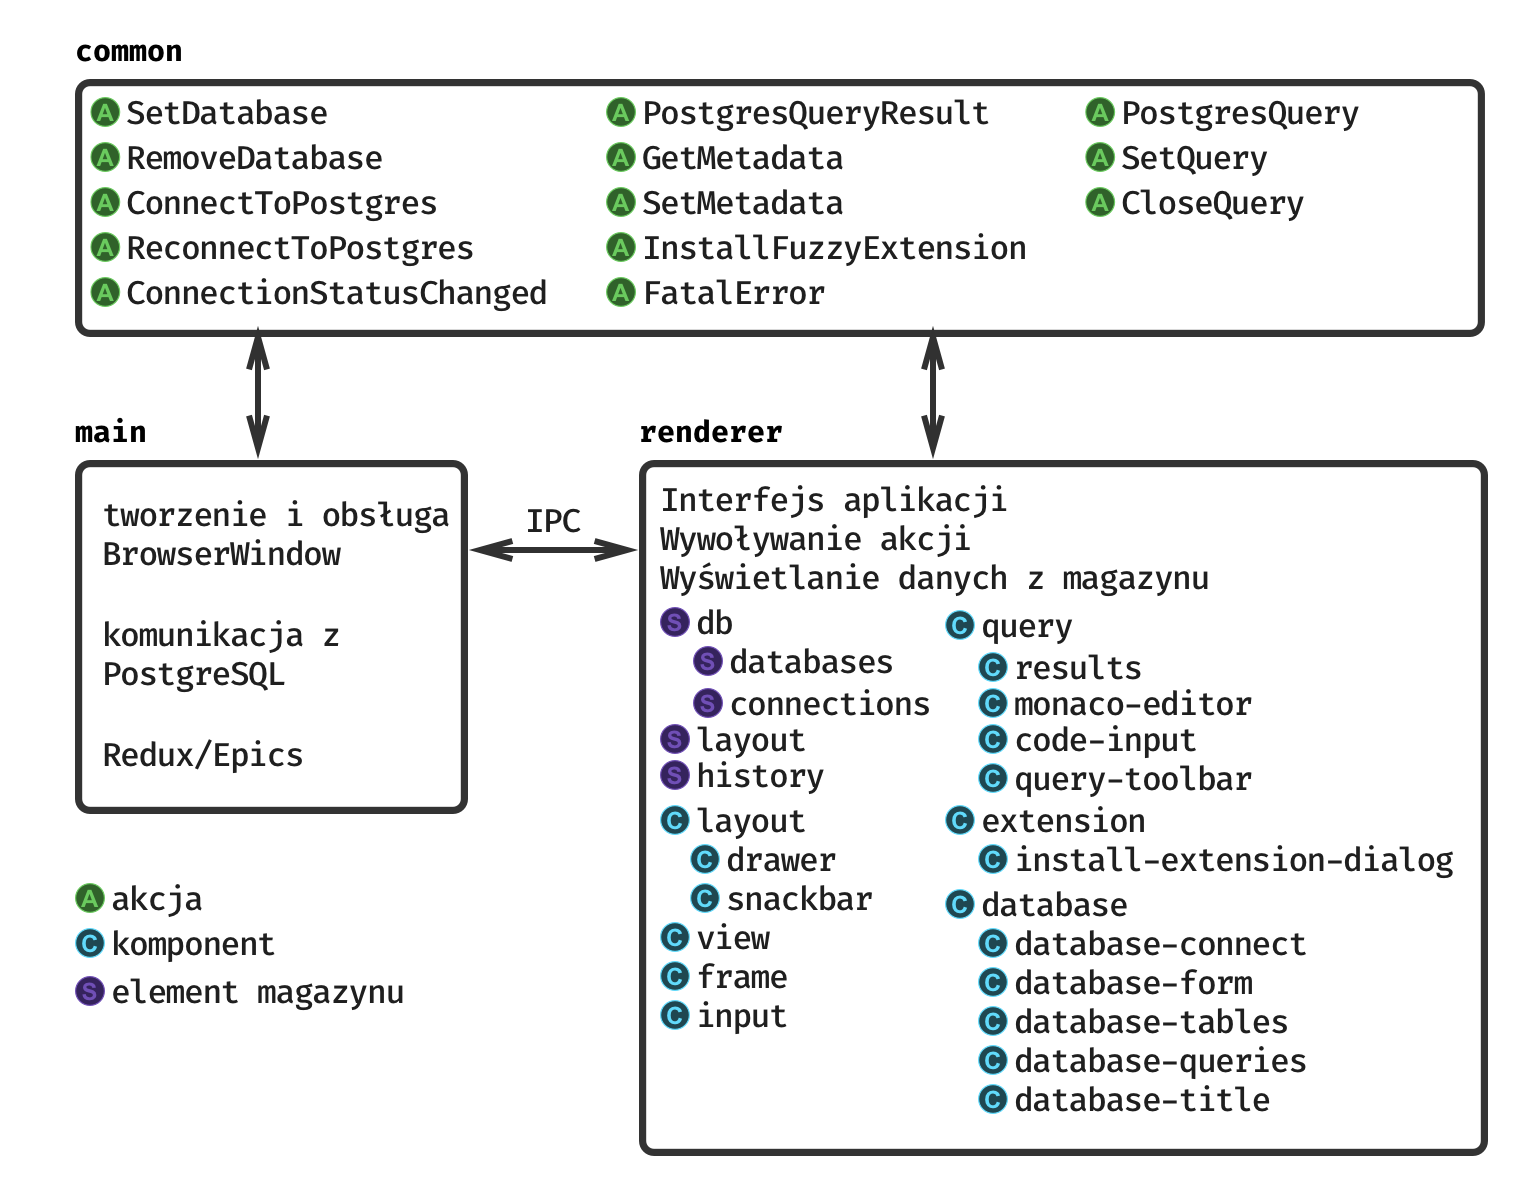 common
A SetDatabase
A RemoveDatabase
A ConnectToPostgres
A ReconnectToPostgres
A ConnectionStatusChanged
A PostgresQueryResult
A GetMetadata
A SetMetadata
A InstallFuzzyExtension
A FatalError
A PostgresQuery
A SetQuery
A CloseQuery
main
tworzenie i obsługa
BrowserWindow
komunikacja z
PostgreSQL
Redux/Epics
IPC
renderer
Interfejs aplikacji
Wywoływanie akcji
Wyświetlanie danych z magazynu
S db
S databases
S connections
S layout
S history
C layout
C drawer
C snackbar
C view
C frame
C input
C query
C results
C monaco-editor
C code-input
C query-toolbar
C extension
C install-extension-dialog
C database
C database-connect
C database-form
C database-tables
C database-queries
C database-title
A akcja
C komponent
S element magazynu